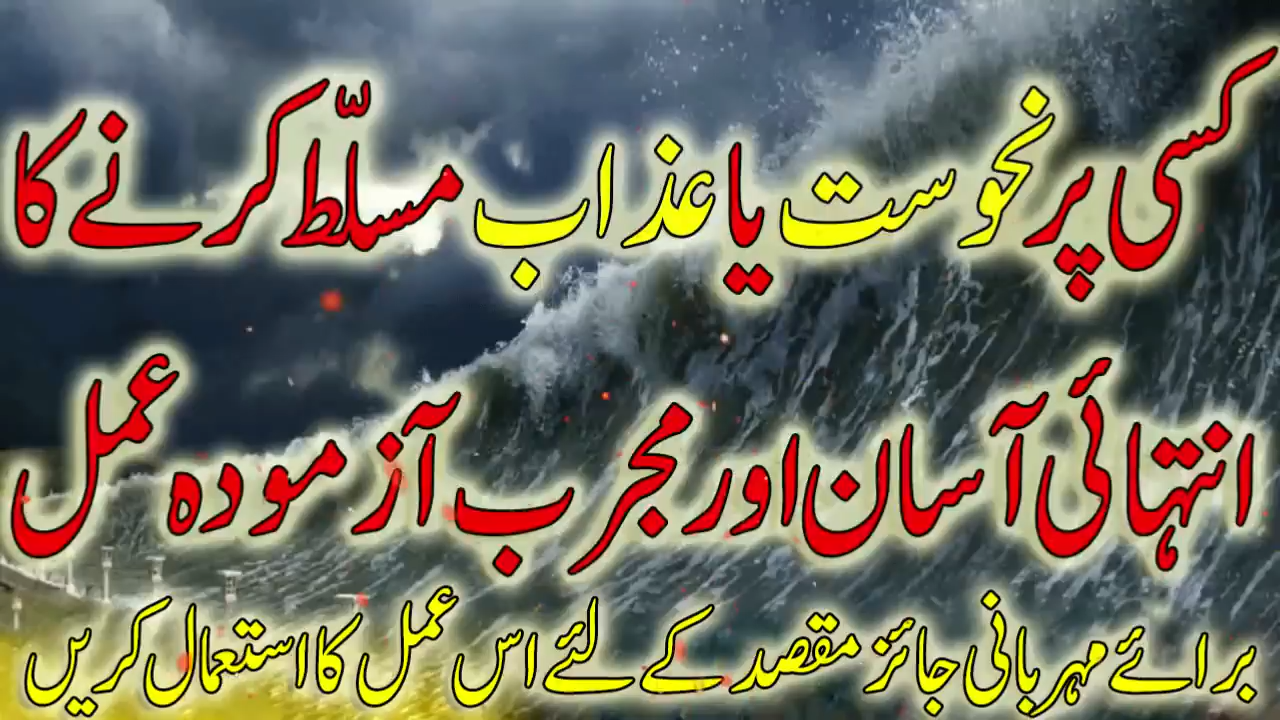 کسی پر نحوست یا عذاب مسلّط کرنے کا
انتہائی آسان اور مجرب آزمودہ عمل
برائے مہربانی جائز مقصد کے لئے اس عمل کا استعمال کریں